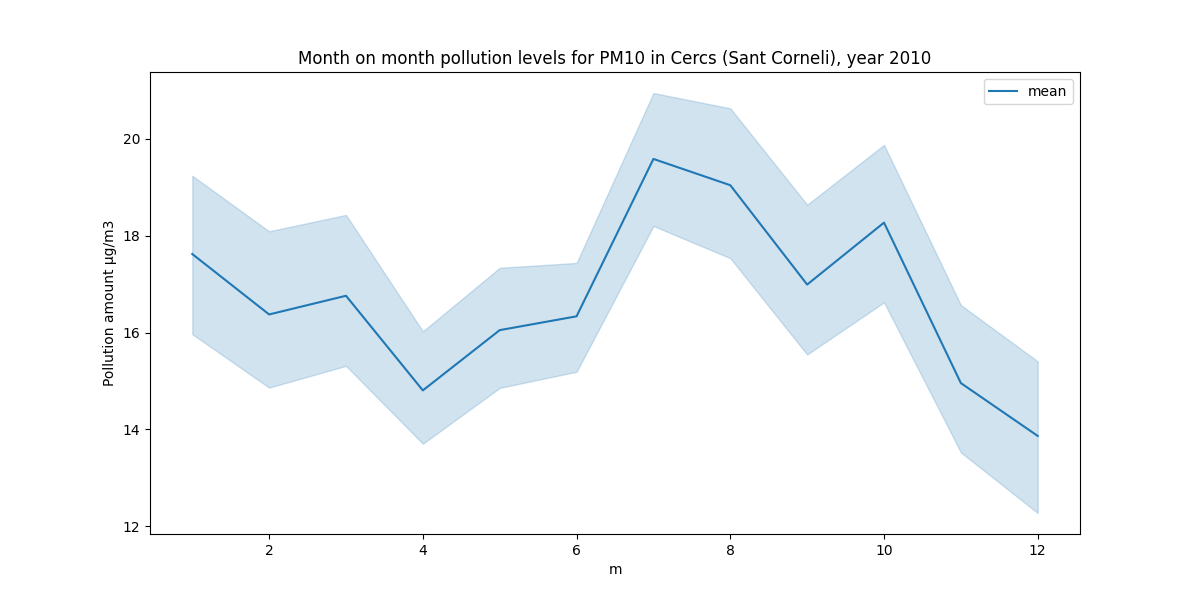 Month on month pollution levels for PM10 in Cercs (Sant Corneli), year 2010
mean
Pollution amount µg/m3
20
18
16
14
12
2 4 6 8 10 12
m